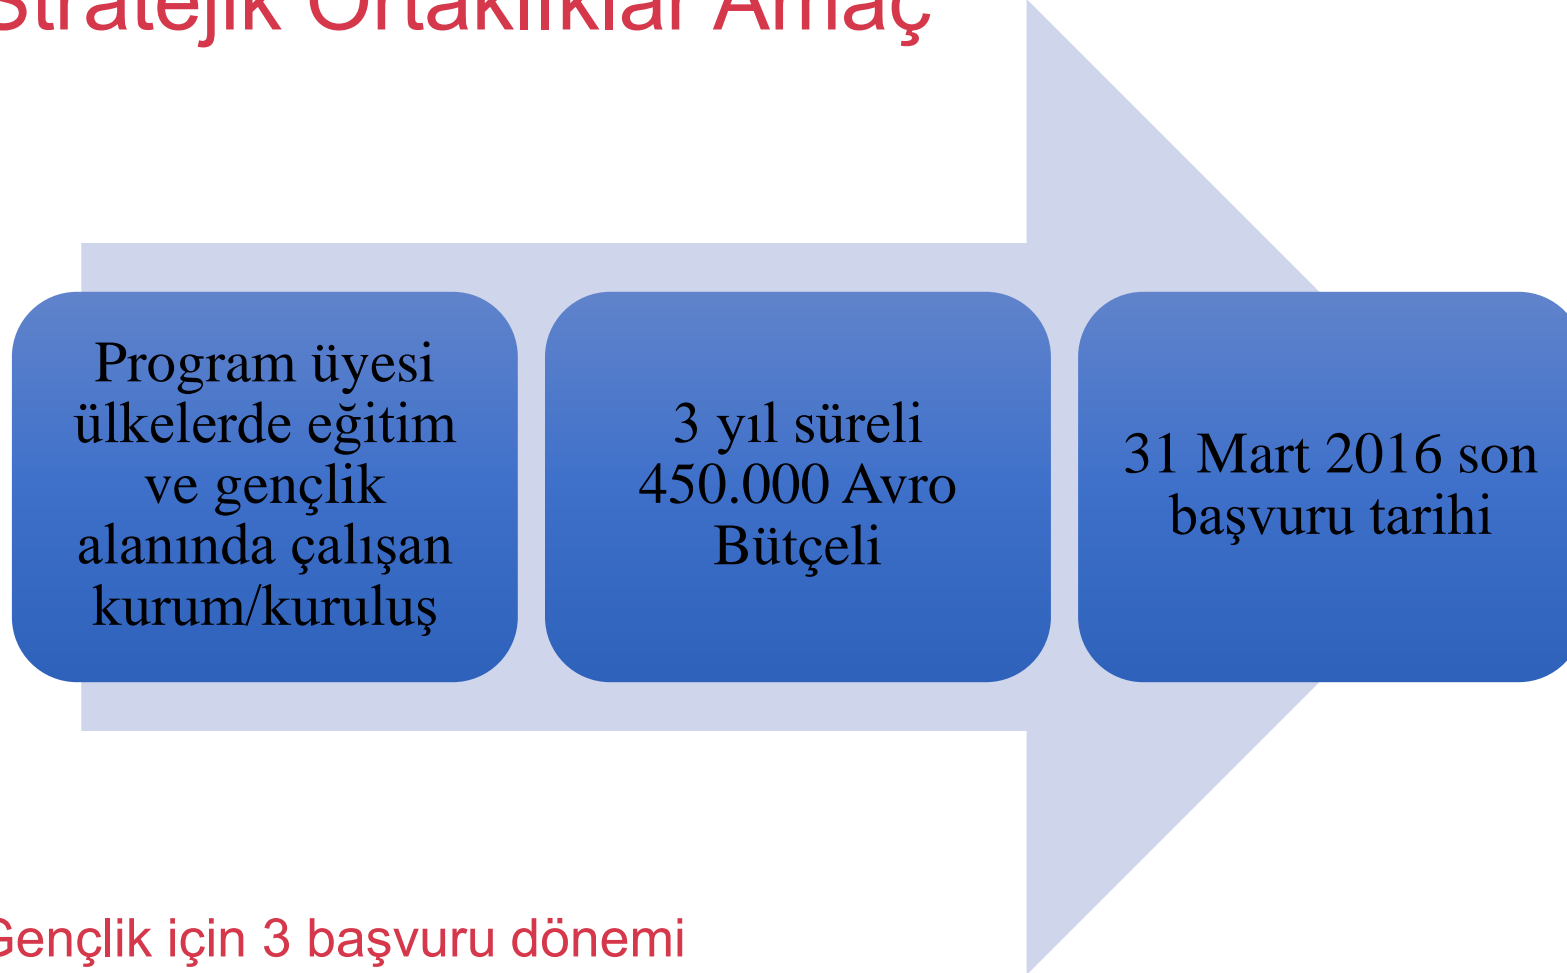 Stratejik Ortaklıklar Amaç
Program üyesi
ülkelerde eğitim
ve gençlik
alanında çalışan
kurum/kuruluş
3 yıl süreli
450.000 Avro
Bütçeli
31 Mart 2016 son
başvuru tarihi
Gençlik için 3 başvuru dönemi